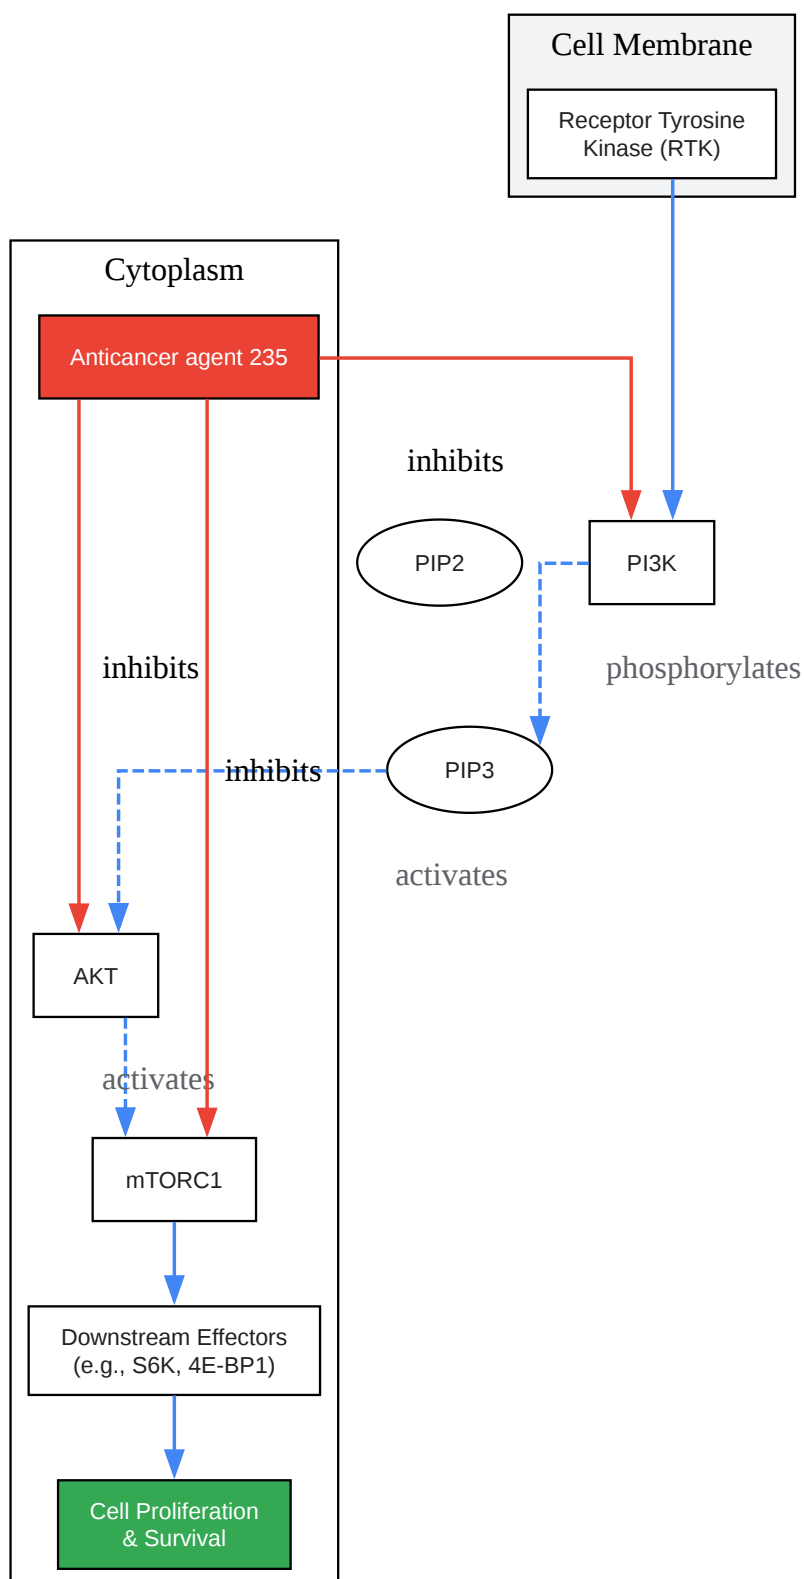 Cell Membrane
Receptor Tyrosine
Kinase (RTK)
Cytoplasm
Anticancer agent 235
inhibits
PIP2
PI3K
inhibits
phosphorylates
inhibits
PIP3
activates
AKT
activates
mTORC1
Downstream Effectors
(e.g., S6K, 4E-BP1)
Cell Proliferation
& Survival